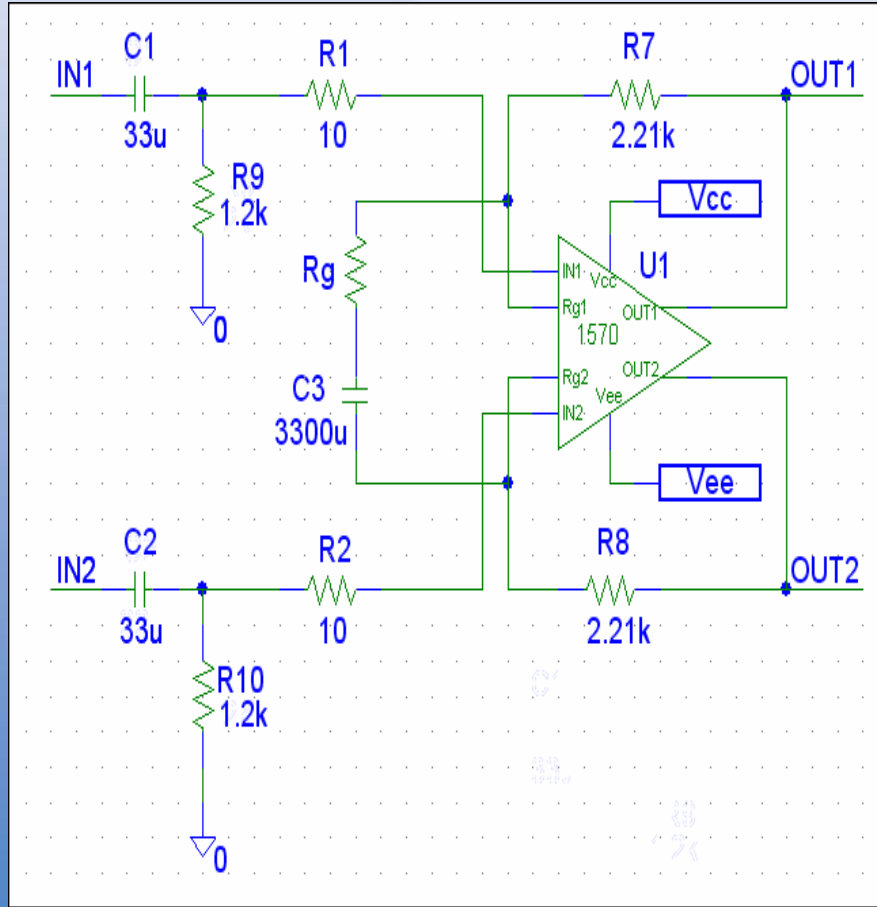 C1
R1
R7
IN1
OUT1
33u
10
2.21k
R9
1.2k
Vcc
Rg
U1
IN1
Vcc
Rg1
OUT1
1570
0
C3
3300u
Rg2
OUT2
Vee
IN2
Vee
C2
R2
R8
IN2
OUT2
33u
10
2.21k
R10
1.2k
0